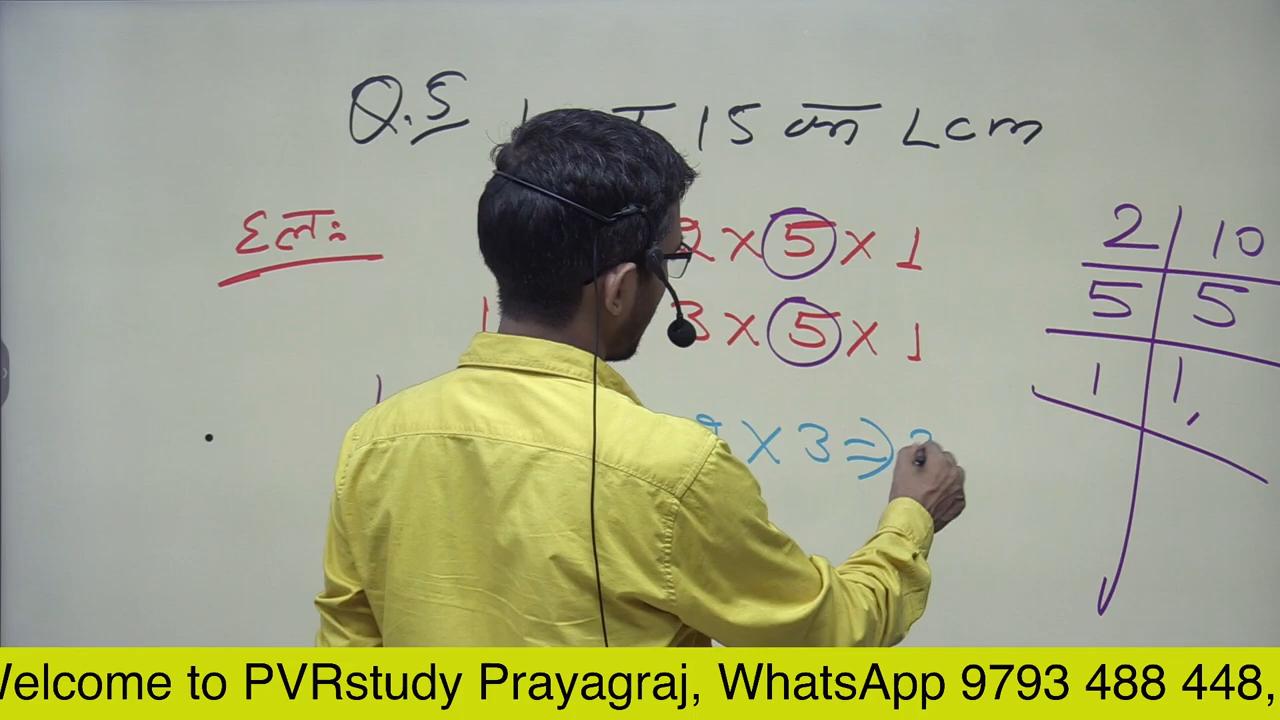 Q.5 15 का Lcm
हलः 2 × 5 × 1
3 × 5 × 1
× 3 ⇒
2 | 10
5 | 5
1 | 1,
Welcome to PVRstudy Prayagraj, WhatsApp 9793 488 448,